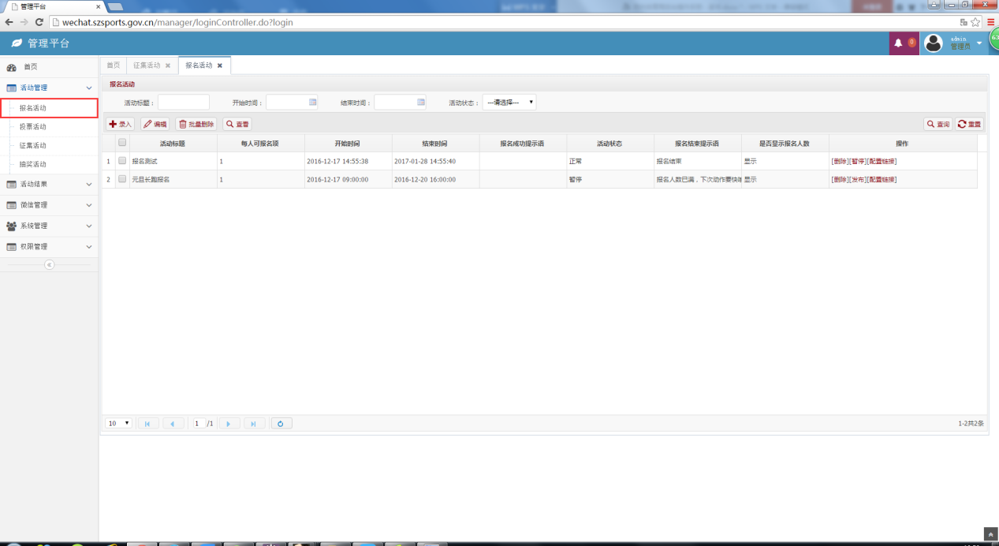 管理平台
wechat.szsports.gov.cn/manager/loginController.do?login
管理平台
0
admin
管理员
63
首页
活动管理
报名活动
投票活动
征集活动
抽奖活动
活动结果
微信管理
系统管理
权限管理
首页 征集活动 报名活动
报名活动
活动标题： 开始时间： 结束时间： 活动状态： ---请选择---
录入 编辑 批量删除 查看 查询 重置
活动标题 每人可报名项 开始时间 结束时间 报名成功提示语 活动状态 报名结束提示语 是否显示报名人数 操作
1 报名测试 1 2016-12-17 14:55:38 2017-01-28 14:55:40 正常 报名结束 显示 [删除][暂停][配置链接]
2 元旦长跑报名 1 2016-12-17 09:00:00 2016-12-20 16:00:00 暂停 报名人数已满，下次动作要快哦 显示 [删除][发布][配置链接]
10 1 /1 1-2共2条